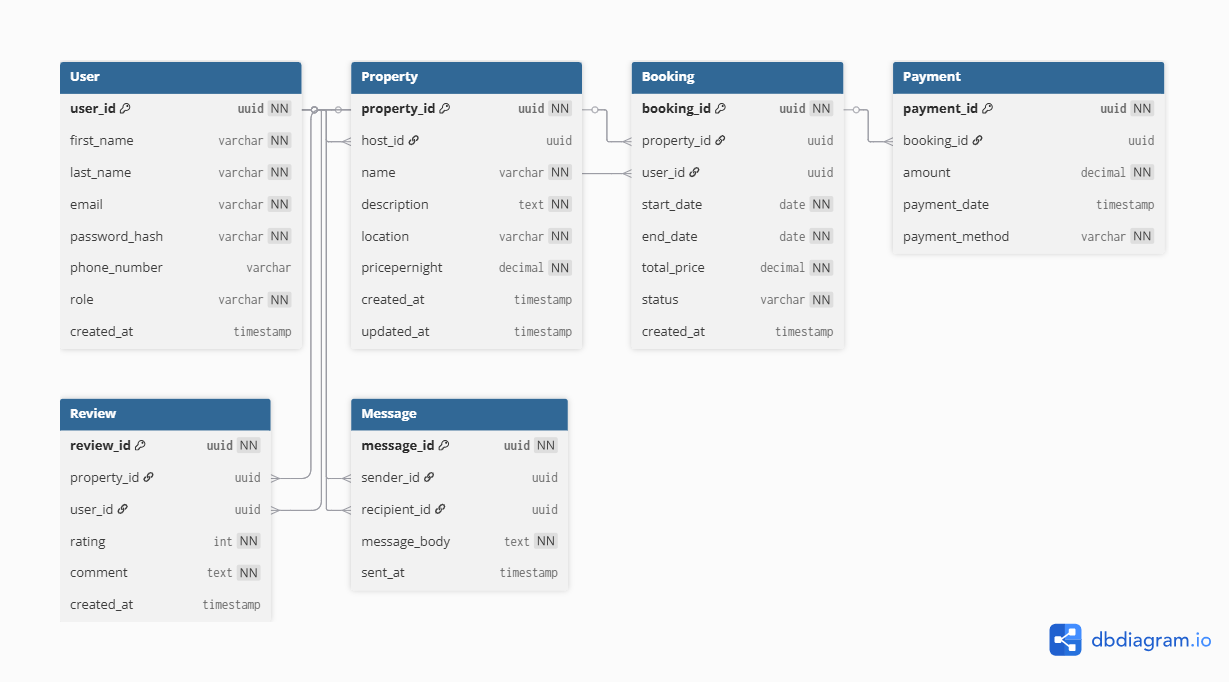 User
user_id uuid NN
first_name varchar NN
last_name varchar NN
email varchar NN
password_hash varchar NN
phone_number varchar
role varchar NN
created_at timestamp
Property
property_id uuid NN
host_id uuid
name varchar NN
description text NN
location varchar NN
pricepernight decimal NN
created_at timestamp
updated_at timestamp
Booking
booking_id uuid NN
property_id uuid
user_id uuid
start_date date NN
end_date date NN
total_price decimal NN
status varchar NN
created_at timestamp
Payment
payment_id uuid NN
booking_id uuid
amount decimal NN
payment_date timestamp
payment_method varchar NN
Review
review_id uuid NN
property_id uuid
user_id uuid
rating int NN
comment text NN
created_at timestamp
Message
message_id uuid NN
sender_id uuid
recipient_id uuid
message_body text NN
sent_at timestamp
dbdiagram.io